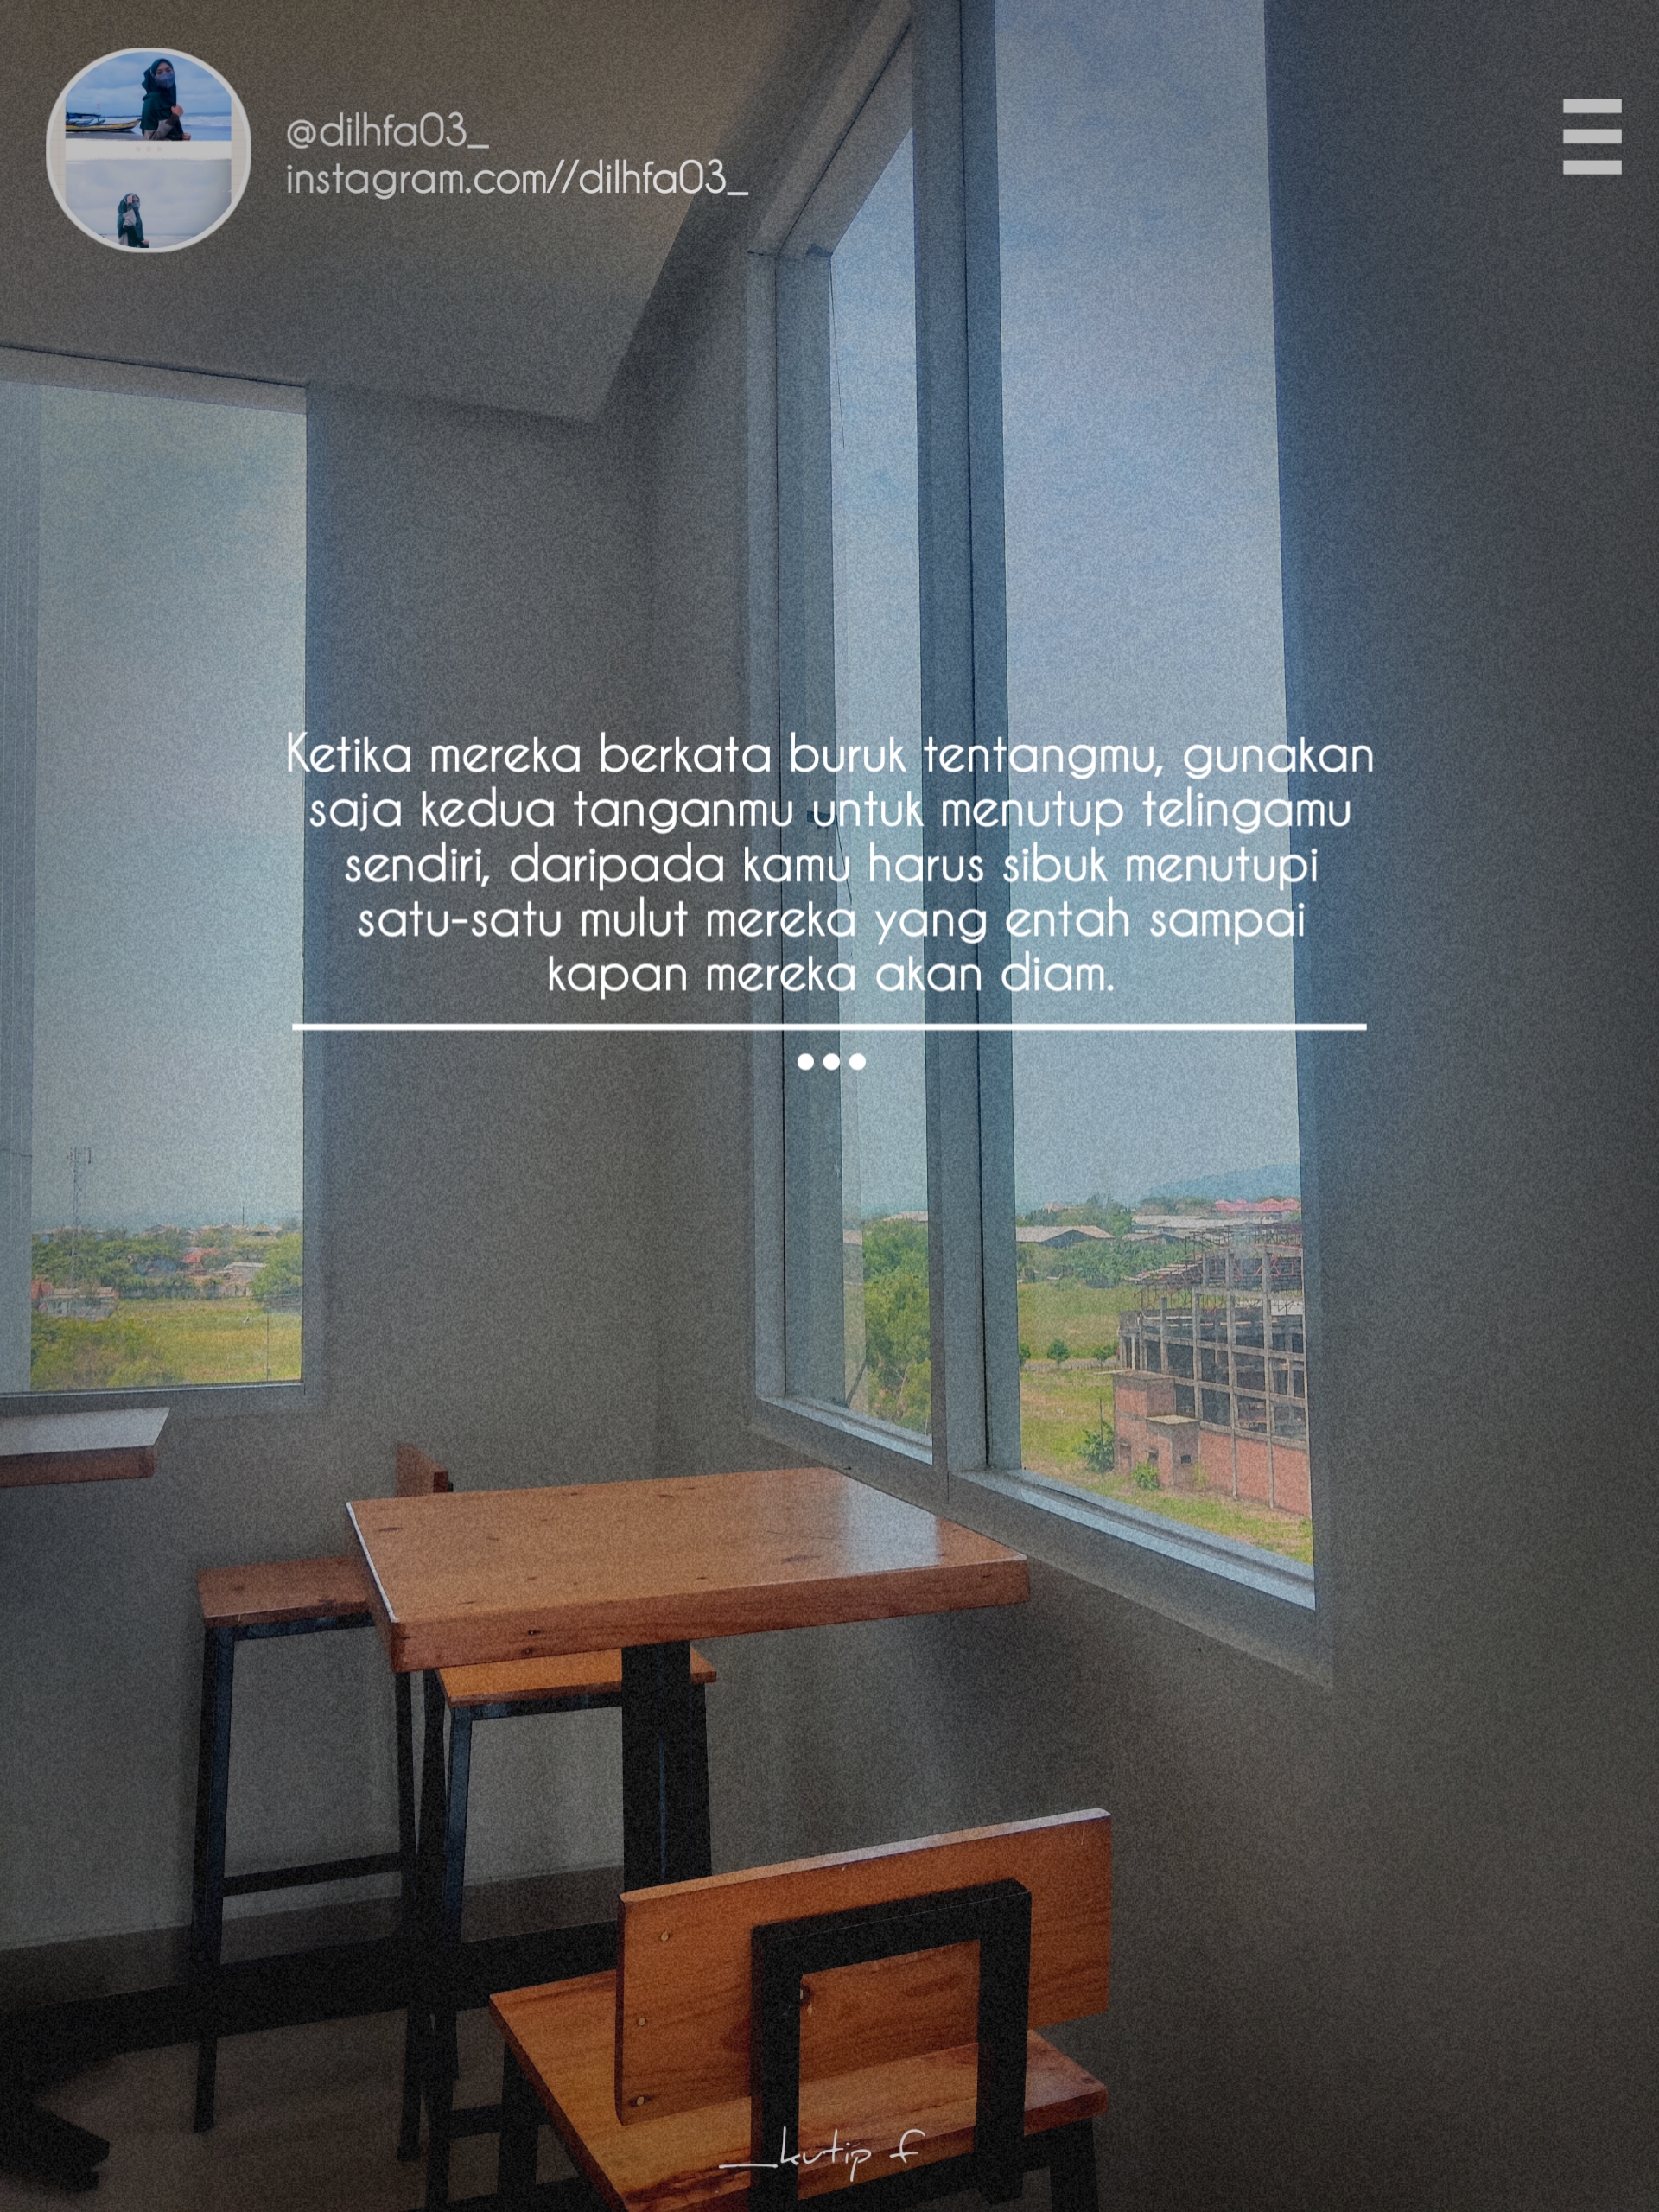 @dilhfa03_
instagram.com//dilhfa03_
Ketika mereka berkata buruk tentangmu, gunakan
saja kedua tanganmu untuk menutup telingamu
sendiri, daripada kamu harus sibuk menutupi
satu-satu mulut mereka yang entah sampai
kapan mereka akan diam.
__kutip f